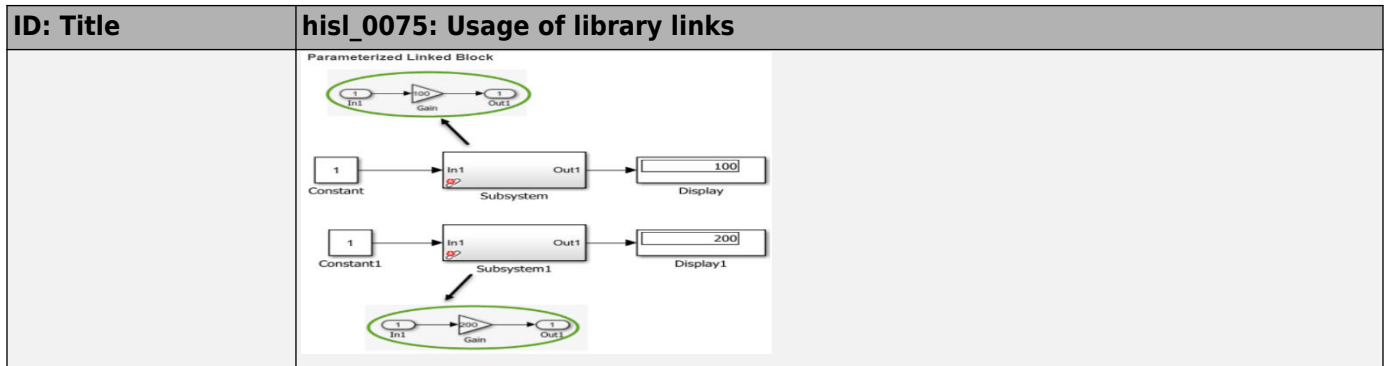 ID: Title hisl_0075: Usage of library links
Parameterized Linked Block
1 100 1
In1 Gain Out1
1 In1 Out1 100
Constant Subsystem Display
1 In1 Out1 200
Constant1 Subsystem1 Display1
1 200 1
In1 Gain Out1